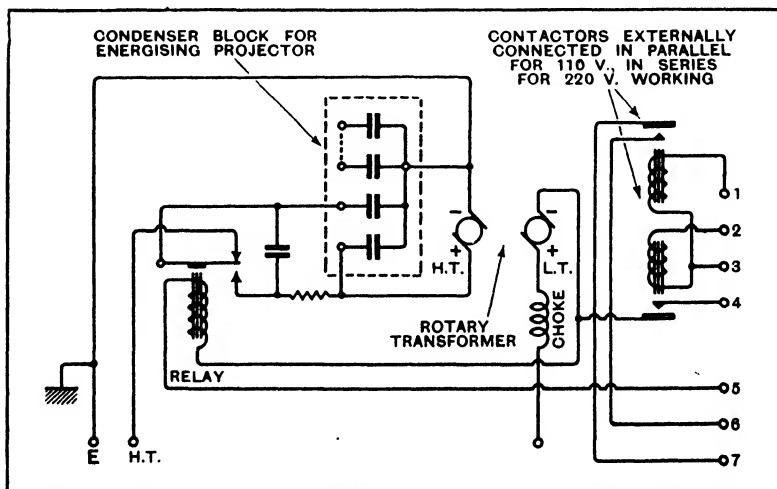 CONDENSER BLOCK FOR
ENERGISING PROJECTOR
CONTACTORS EXTERNALLY
CONNECTED IN PARALLEL
FOR 110 V., IN SERIES
FOR 220 V. WORKING
1
2
3
4
5
6
7
-
+
H.T.
-
+
L.T.
ROTARY
TRANSFORMER
CHOKE
RELAY
E
H.T.